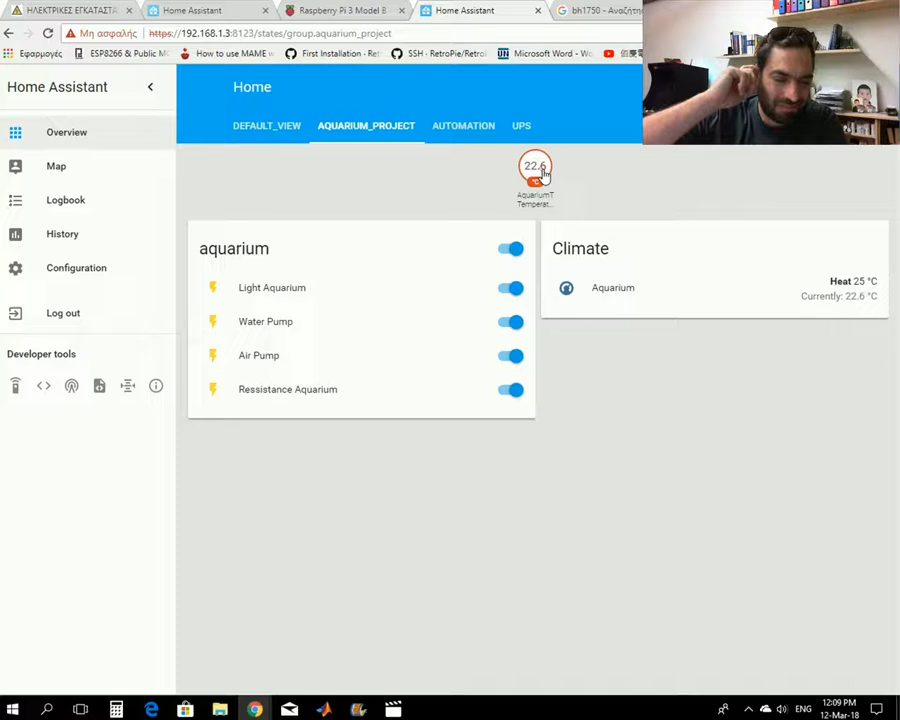 ΗΛΕΚΤΡΙΚΕΣ ΕΓΚΑΤΑΣΤΑ
Home Assistant
Raspberry Pi 3 Model B
Home Assistant
bh1750 - Αναζήτη
Μη ασφαλής
https://192.168.1.3:8123/states/group.aquarium_project
Εφαρμογές
ESP8266 & Public M
How to use MAME w
First Installation · Ret
SSH · RetroPie/Retro
Microsoft Word - Wo
Home Assistant
Home
DEFAULT_VIEW
AQUARIUM_PROJECT
AUTOMATION
UPS
Overview
Map
Logbook
History
Configuration
Log out
Developer tools
22.6
°C
AquariumT
Temperat...
aquarium
Light Aquarium
Water Pump
Air Pump
Ressistance Aquarium
Climate
Aquarium
Heat 25 °C
Currently: 22.6 °C
ENG
12:09 PM
12-Mar-18